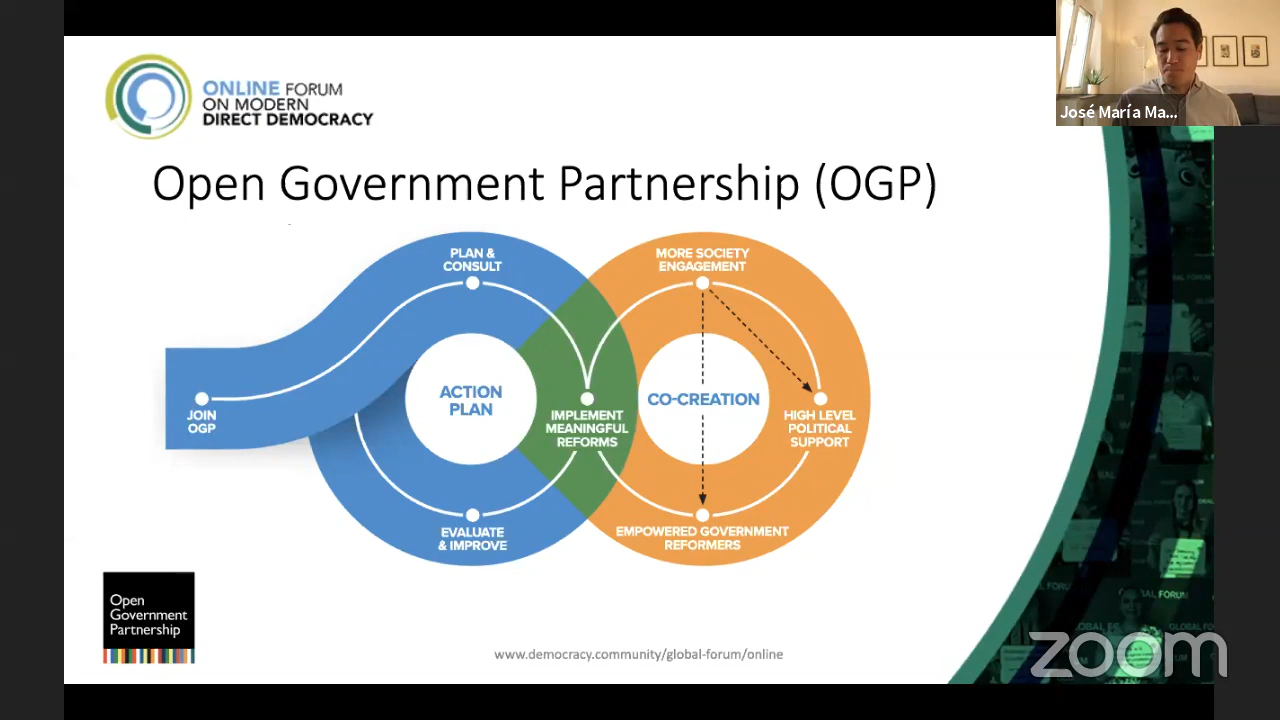 ONLINE FORUM
ON MODERN
DIRECT DEMOCRACY
José María Ma...
Open Government Partnership (OGP)
PLAN &
CONSULT
MORE SOCIETY
ENGAGEMENT
JOIN
OGP
ACTION
PLAN
IMPLEMENT
MEANINGFUL
REFORMS
CO-CREATION
HIGH LEVEL
POLITICAL
SUPPORT
EVALUATE
& IMPROVE
EMPOWERED GOVERNMENT
REFORMERS
Open
Government
Partnership
www.democracy.community/global-forum/online
zoom